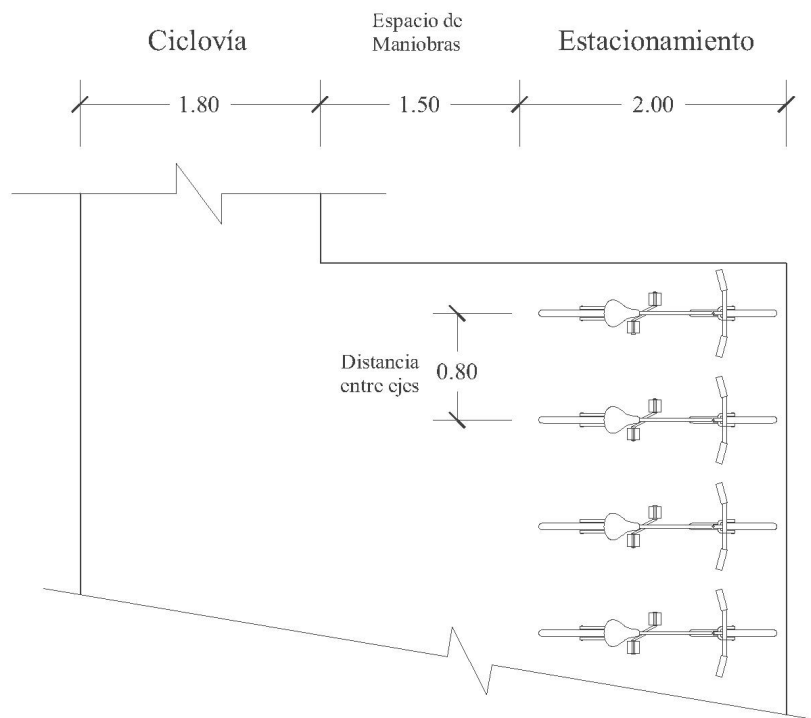 Ciclovía
Espacio de
Maniobras
Estacionamiento
1.80
1.50
2.00
Distancia
entre ejes
0.80